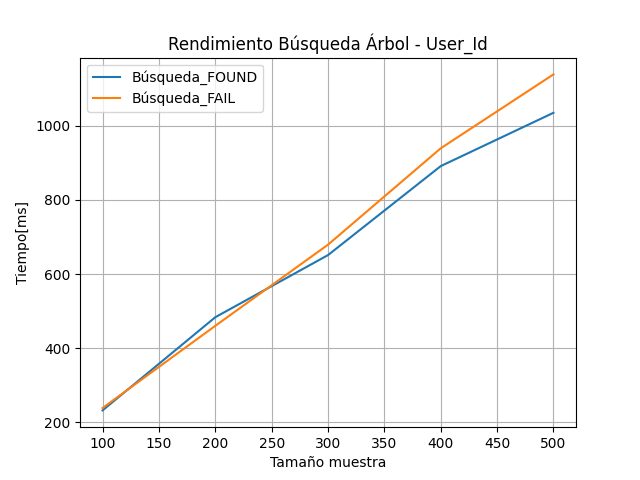 Rendimiento Búsqueda Árbol - User_Id
Búsqueda_FOUND
Búsqueda_FAIL
Tiempo[ms]
1000
800
600
400
200
100 150 200 250 300 350 400 450 500
Tamaño muestra